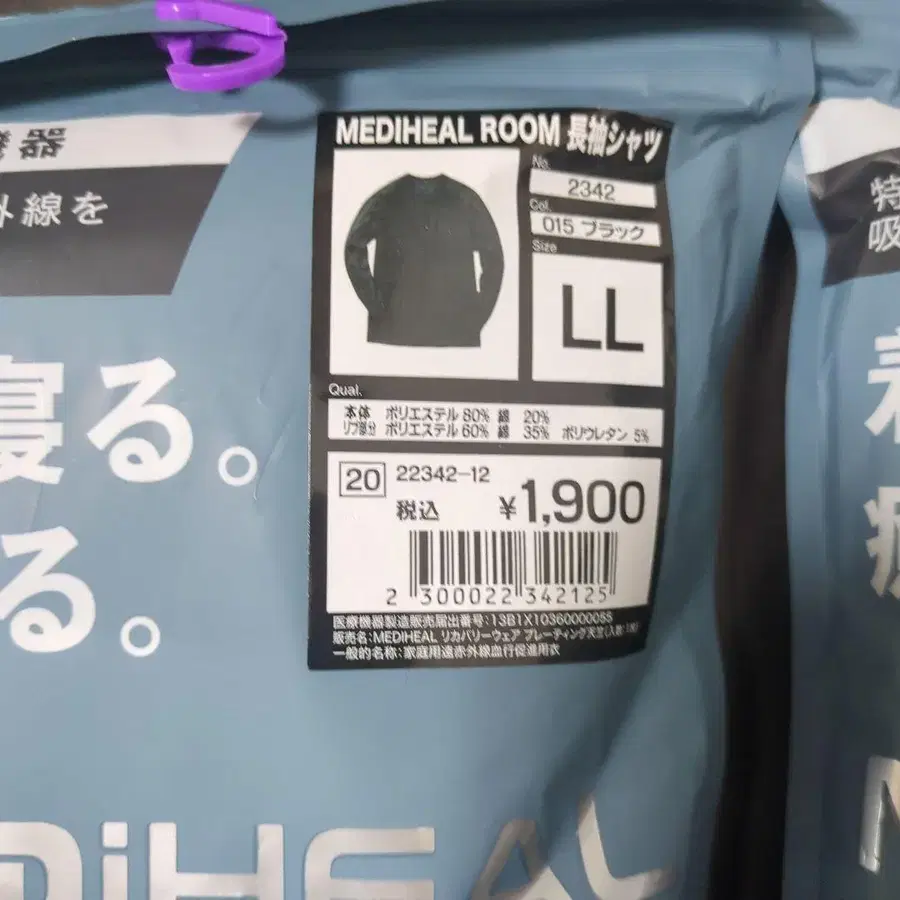 器
線を
寝る。
る。
MEDIHEAL ROOM 長袖シャツ
No.
2342
Col.
015 ブラック
Size
LL
Qual.
本体 ポリエステル 80% 綿 20%
リブ部分 ポリエステル 60% 綿 35% ポリウレタン 5%
20 22342-12
税込 ¥1,900
2 300022 342125
医療機器製造販売届出番号:13B1X10360000055
販売名:MEDIHEAL リカバリーウェア プレーティング天竺(入数:1枚)
一般的名称:家庭用遠赤外線血行促進用衣
MEDiHEAL
特
吸